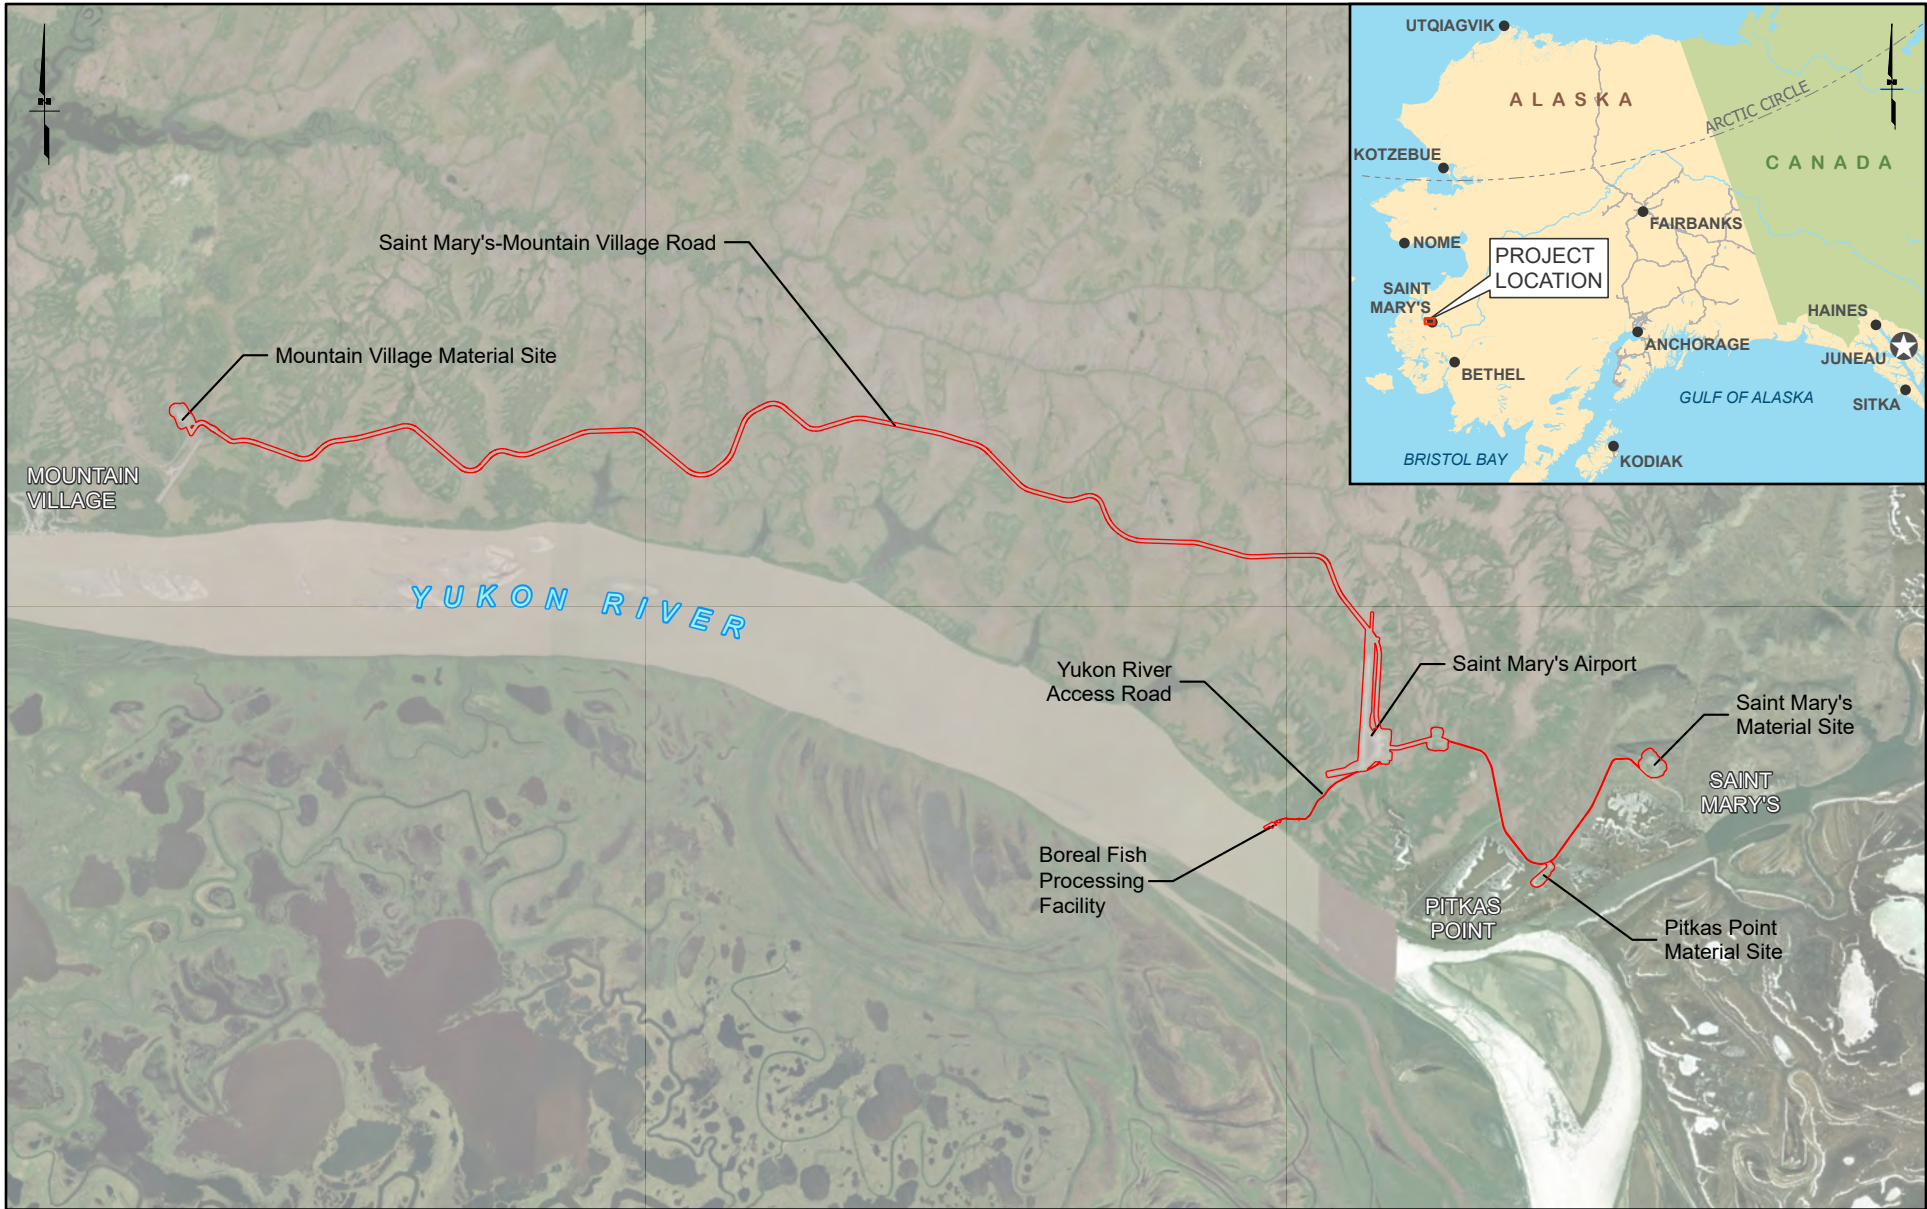 Saint Mary's-Mountain Village Road
Mountain Village Material Site
MOUNTAIN
VILLAGE
YUKON RIVER
Yukon River
Access Road
Saint Mary's Airport
Saint Mary's
Material Site
SAINT
MARY'S
Boreal Fish
Processing
Facility
PITKAS
POINT
Pitkas Point
Material Site
UTQIAGVIK
ALASKA
ARCTIC CIRCLE
CANADA
KOTZEBUE
FAIRBANKS
NOME
PROJECT
LOCATION
SAINT
MARY'S
HAINES
ANCHORAGE
JUNEAU
BETHEL
GULF OF ALASKA
SITKA
BRISTOL BAY
KODIAK